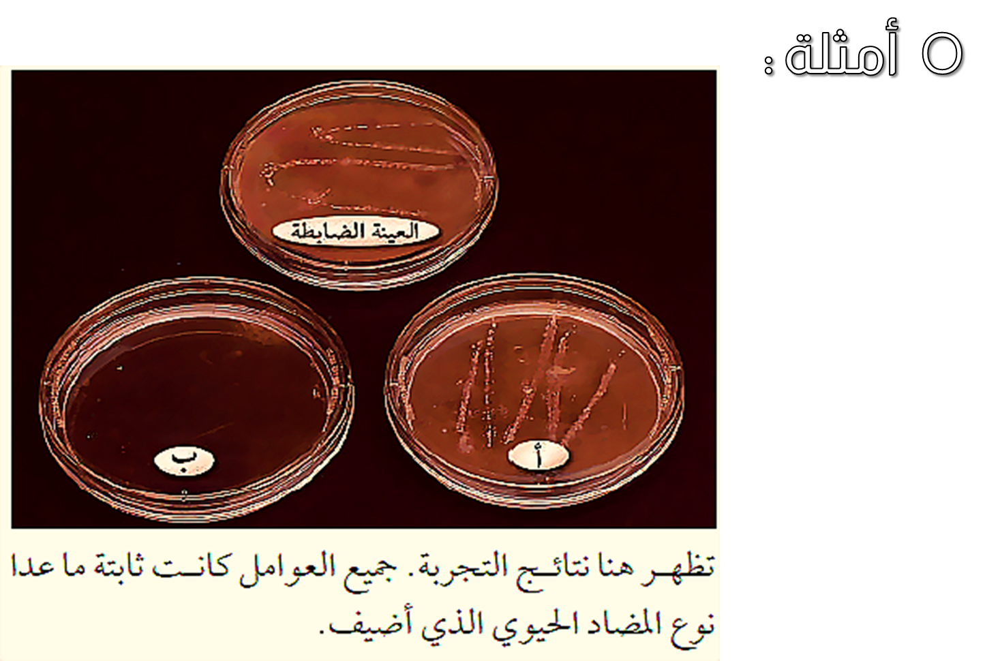 ○ أمثلة :
العينة الضابطة
أ
ب
تظهر هنا نتائج التجربة. جميع العوامل كانت ثابتة ما عدا
نوع المضاد الحيوي الذي أضيف.